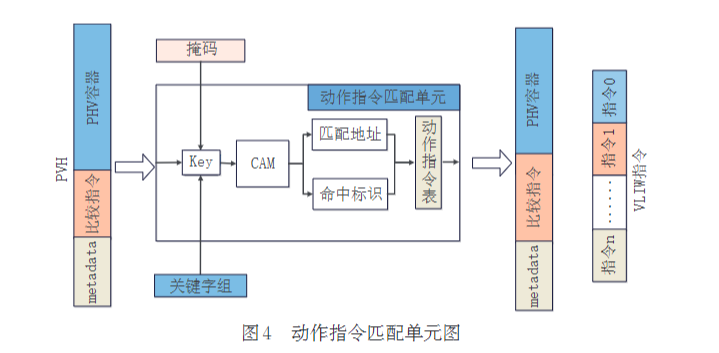 PVH
PHV容器
比较指令
metadata
掩码
动作指令匹配单元
Key
CAM
匹配地址
命中标识
动作指令表
关键字组
PHV容器
比较指令
metadata
指令0
指令1
······
指令n
VLIW指令
图4 动作指令匹配单元图